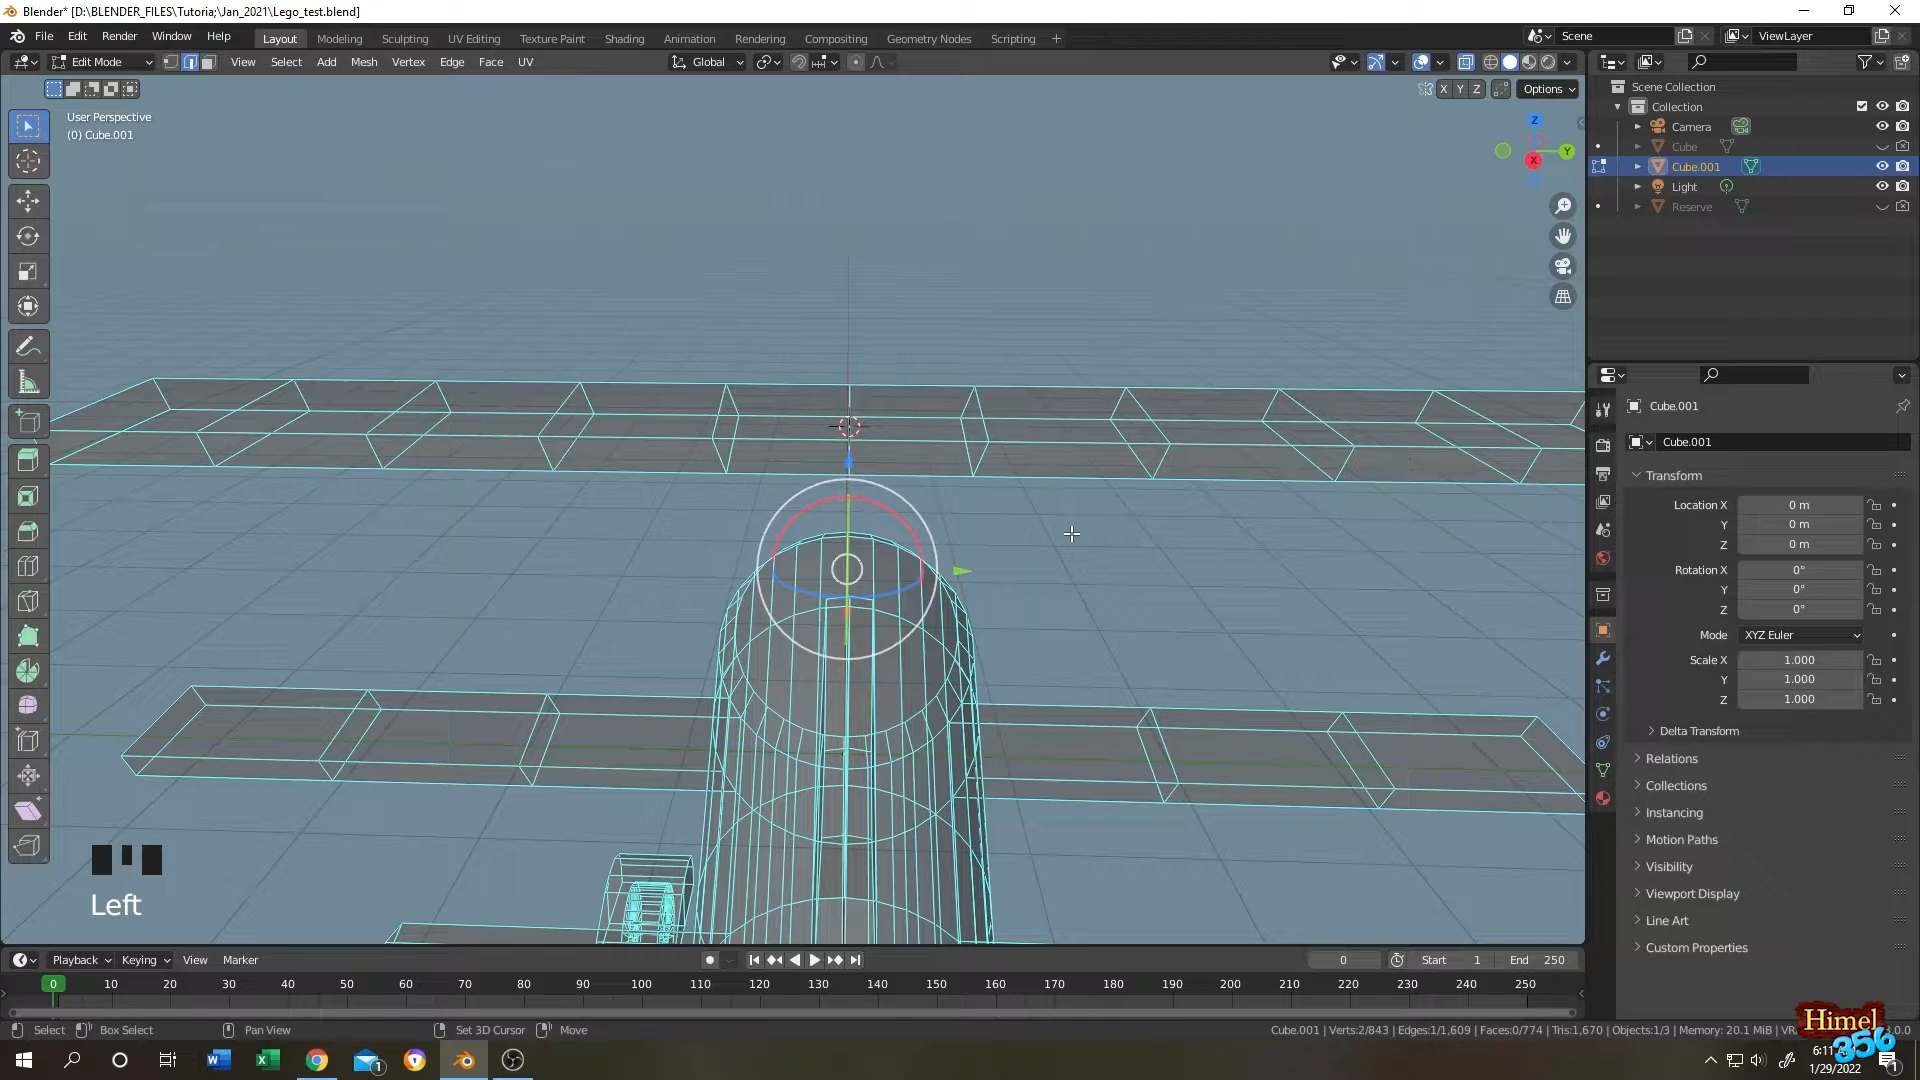 Blender* [D:\BLENDER_FILES\Tutoria;\Jan_2021\Lego_test.blend]
File Edit Render Window Help Layout Modeling Sculpting UV Editing Texture Paint Shading Animation Rendering Compositing Geometry Nodes Scripting + Scene ViewLayer
Edit Mode View Select Add Mesh Vertex Edge Face UV Global
X Y Z Options
User Perspective
(0) Cube.001
Z
Y
X
Scene Collection
Collection
Camera
Cube
Cube.001
Light
Reserve
Cube.001
Cube.001
Transform
Location X 0 m
Y 0 m
Z 0 m
Rotation X 0°
Y 0°
Z 0°
Mode XYZ Euler
Scale X 1.000
Y 1.000
Z 1.000
Delta Transform
Relations
Collections
Instancing
Motion Paths
Visibility
Viewport Display
Line Art
Custom Properties
Left
Playback Keying View Marker 0 Start 1 End 250
0 10 20 30 40 50 60 70 80 90 100 110 120 130 140 150 160 170 180 190 200 210 220 230 240 250
Select Box Select Pan View Set 3D Cursor Move Cube.001 | Verts:2/843 | Edges:1/1,609 | Faces:0/774 | Tris:1,670 | Objects:1/3 | Memory: 20.1 MiB
Himel
356
6:11
1/29/2022